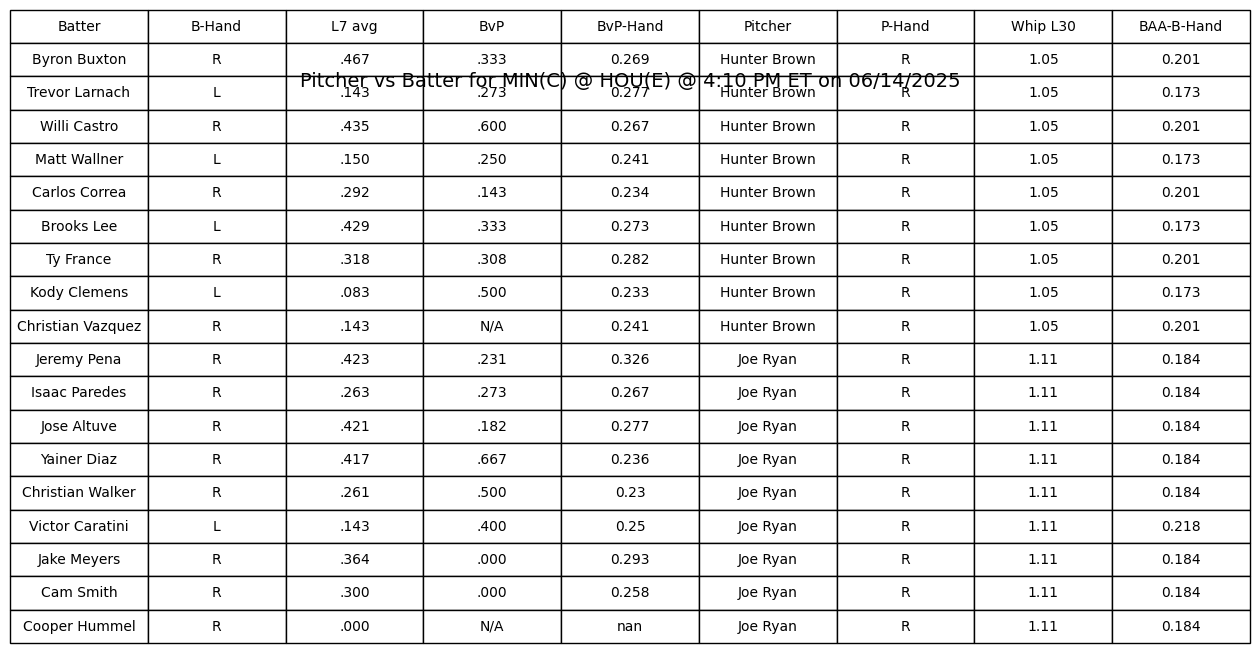 Batter B-Hand L7 avg BvP BvP-Hand Pitcher P-Hand Whip L30 BAA-B-Hand
Byron Buxton R .467 .333 0.269 Hunter Brown R 1.05 0.201
Pitcher vs Batter for MIN(C) @ HOU(E) @ 4:10 PM ET on 06/14/2025
Trevor Larnach L .143 .273 0.277 Hunter Brown R 1.05 0.173
Willi Castro R .435 .600 0.267 Hunter Brown R 1.05 0.201
Matt Wallner L .150 .250 0.241 Hunter Brown R 1.05 0.173
Carlos Correa R .292 .143 0.234 Hunter Brown R 1.05 0.201
Brooks Lee L .429 .333 0.273 Hunter Brown R 1.05 0.173
Ty France R .318 .308 0.282 Hunter Brown R 1.05 0.201
Kody Clemens L .083 .500 0.233 Hunter Brown R 1.05 0.173
Christian Vazquez R .143 N/A 0.241 Hunter Brown R 1.05 0.201
Jeremy Pena R .423 .231 0.326 Joe Ryan R 1.11 0.184
Isaac Paredes R .263 .273 0.267 Joe Ryan R 1.11 0.184
Jose Altuve R .421 .182 0.277 Joe Ryan R 1.11 0.184
Yainer Diaz R .417 .667 0.236 Joe Ryan R 1.11 0.184
Christian Walker R .261 .500 0.23 Joe Ryan R 1.11 0.184
Victor Caratini L .143 .400 0.25 Joe Ryan R 1.11 0.218
Jake Meyers R .364 .000 0.293 Joe Ryan R 1.11 0.184
Cam Smith R .300 .000 0.258 Joe Ryan R 1.11 0.184
Cooper Hummel R .000 N/A nan Joe Ryan R 1.11 0.184